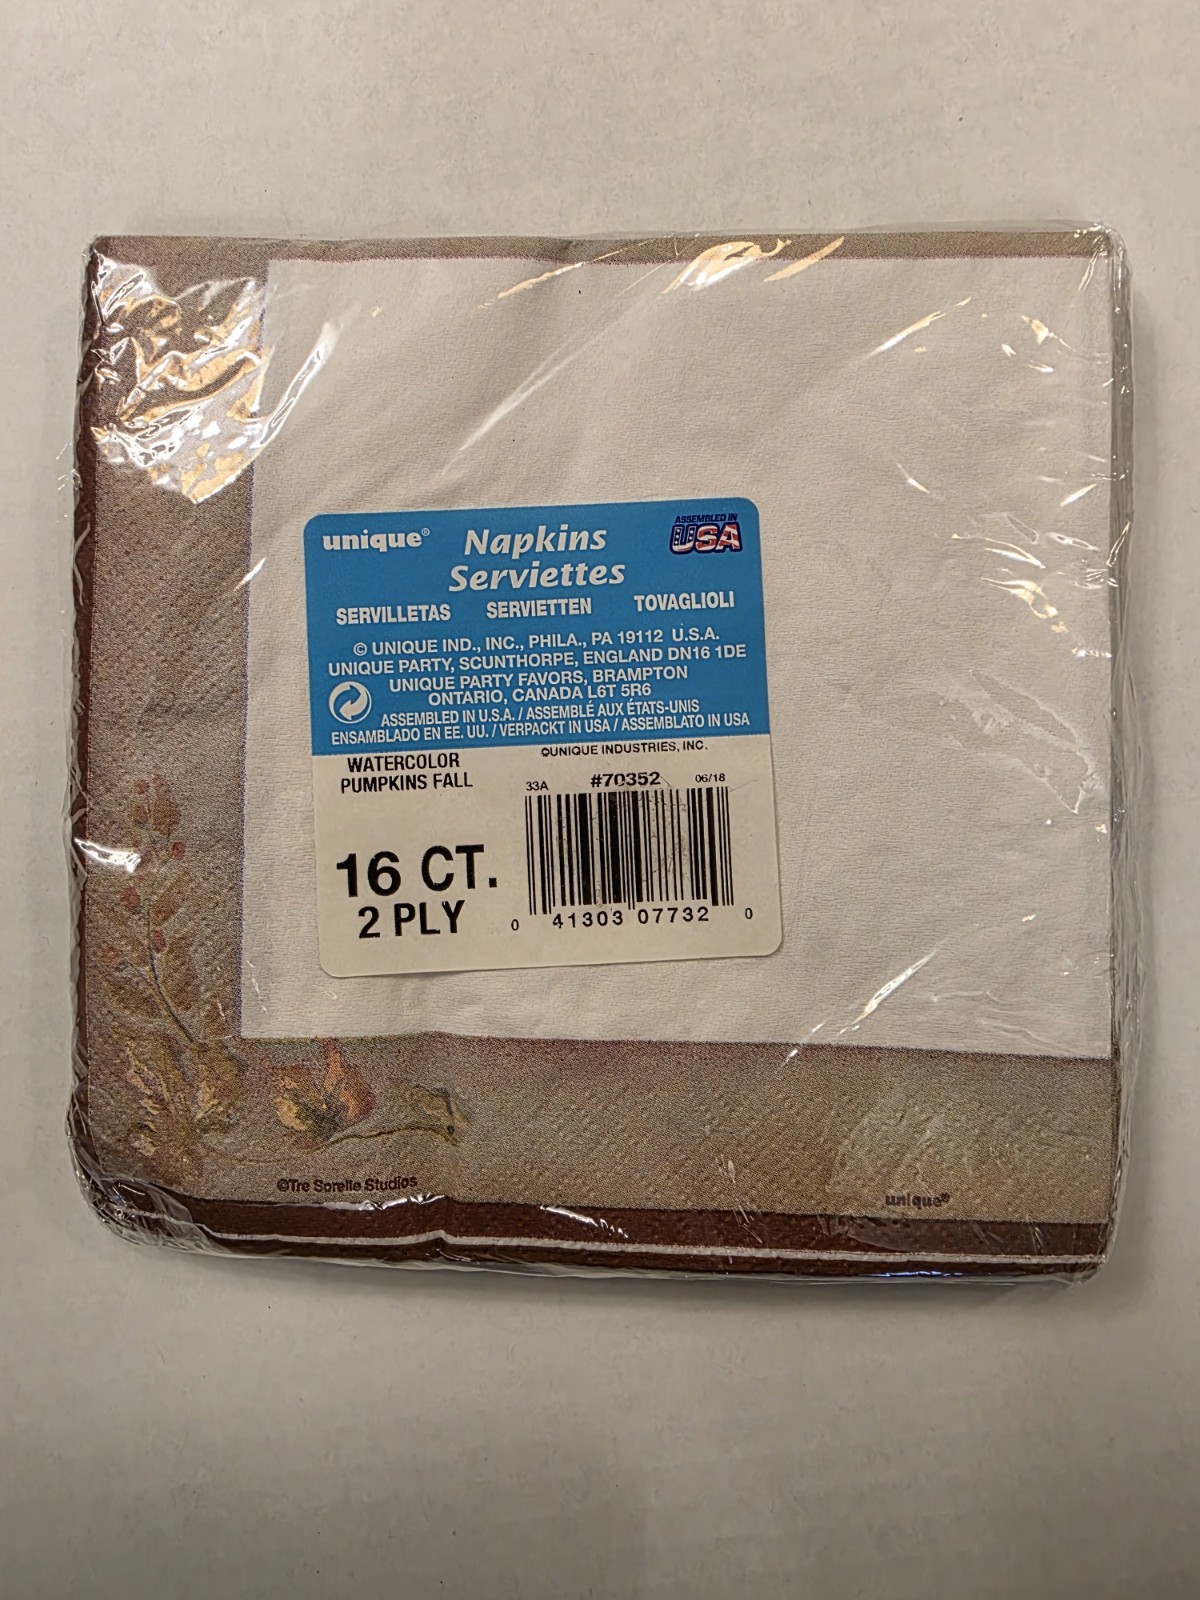 unique® Napkins ASSEMBLED IN USA
Serviettes
SERVILLETAS SERVIETTEN TOVAGLIOLI
© UNIQUE IND., INC., PHILA., PA 19112 U.S.A.
UNIQUE PARTY, SCUNTHORPE, ENGLAND DN16 1DE
UNIQUE PARTY FAVORS, BRAMPTON
ONTARIO, CANADA L6T 5R6
ASSEMBLED IN U.S.A. / ASSEMBLÉ AUX ÉTATS-UNIS
ENSAMBLADO EN EE. UU. / VERPACKT IN USA / ASSEMBLATO IN USA
©UNIQUE INDUSTRIES, INC.
WATERCOLOR
PUMPKINS FALL
33A #70352 06/18
16 CT.
2 PLY
0 41303 07732 0
©Tre Sorelle Studios
unique®